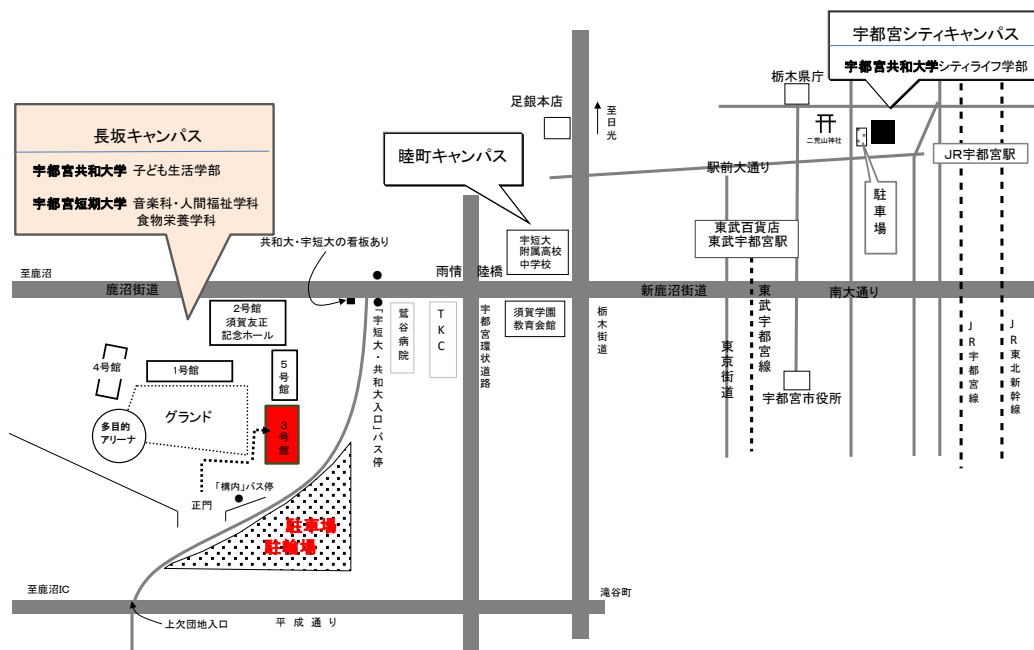 宇都宮シティキャンパス
宇都宮共和大学シティライフ学部
栃木県庁
足銀本店
至日光
二荒山神社
JR宇都宮駅
駅前大通り
駐車場
長坂キャンパス
宇都宮共和大学 子ども生活学部
宇都宮短期大学 音楽科・人間福祉学科
食物栄養学科
睦町キャンパス
東武百貨店
東武宇都宮駅
宇短大
附属高校
中学校
共和大・宇短大の看板あり
至鹿沼
雨情 陸橋
鹿沼街道
新鹿沼街道
南大通り
2号館
須賀友正
記念ホール
「宇短大・共和大入口」バス停
鷲谷病院
TKC
宇都宮環状道路
須賀学園
教育会館
栃木街道
東京街道
東武宇都宮線
JR宇都宮線
JR東北新幹線
4号館
1号館
5号館
宇都宮市役所
グランド
多目的
アリーナ
3号館
「構内」バス停
正門
駐車場
駐輪場
至鹿沼IC
滝谷町
上欠団地入口
平成通り